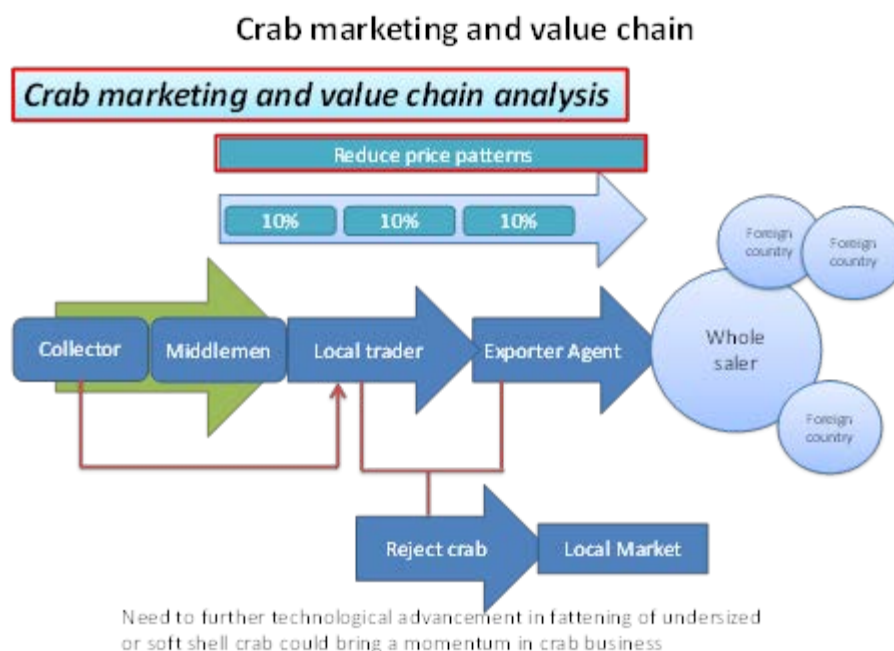 Crab marketing and value chain
Crab marketing and value chain analysis
Reduce price patterns
10%
10%
10%
Foreign
country
Foreign
country
Collector
Middlemen
Local trader
Exporter Agent
Whole
saler
Foreign
country
Reject crab
Local Market
Need to further technological advancement in fattening of undersized
or soft shell crab could bring a momentum in crab business